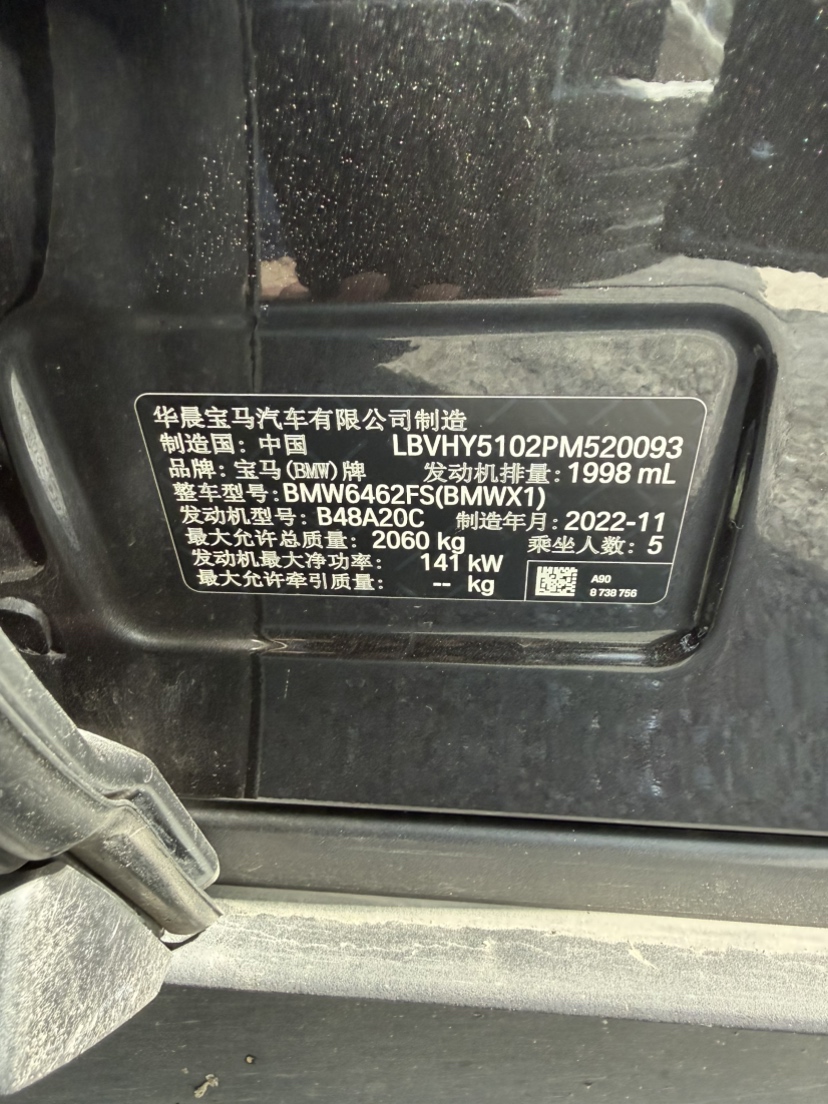 华晨宝马汽车有限公司制造
制造国: 中国 LBVHY5102PM520093
品牌: 宝马(BMW)牌 发动机排量: 1998 mL
整车型号: BMW6462FS(BMWX1)
发动机型号: B48A20C 制造年月: 2022-11
最大允许总质量: 2060 kg 乘坐人数: 5
发动机最大净功率: 141 kW
最大允许牵引质量: -- kg
A90
8 738 756